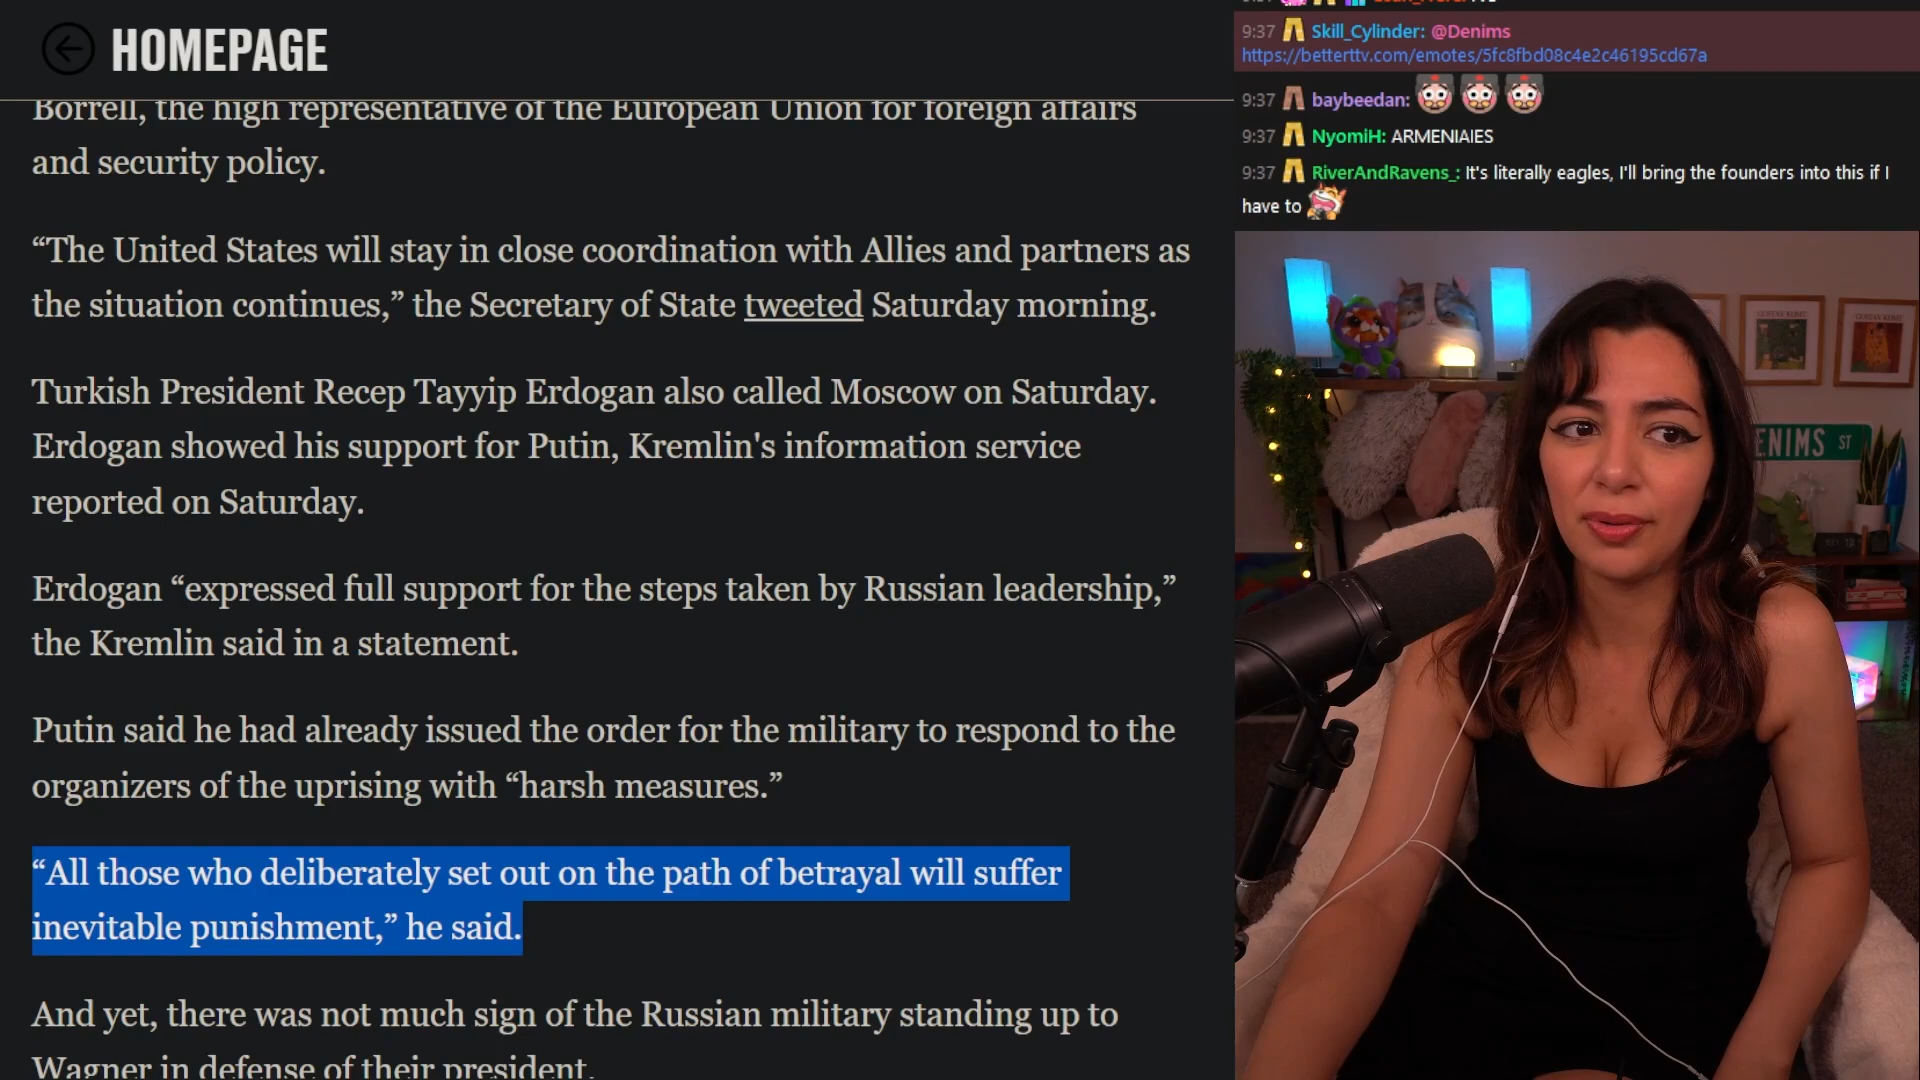 HOMEPAGE
Borrell, the high representative of the European Union for foreign affairs
and security policy.
“The United States will stay in close coordination with Allies and partners as
the situation continues,” the Secretary of State tweeted Saturday morning.
Turkish President Recep Tayyip Erdogan also called Moscow on Saturday.
Erdogan showed his support for Putin, Kremlin's information service
reported on Saturday.
Erdogan “expressed full support for the steps taken by Russian leadership,”
the Kremlin said in a statement.
Putin said he had already issued the order for the military to respond to the
organizers of the uprising with “harsh measures.”
“All those who deliberately set out on the path of betrayal will suffer
inevitable punishment,” he said.
And yet, there was not much sign of the Russian military standing up to
Wagner in defense of their president.
9:37 Skill_Cylinder: @Denims
https://betterttv.com/emotes/5fc8fbd08c4e2c46195cd67a
9:37 baybeedan:
9:37 NyomiH: ARMENIAIES
9:37 RiverAndRavens_: It's literally eagles, I'll bring the founders into this if I
have to
ENIMS ST